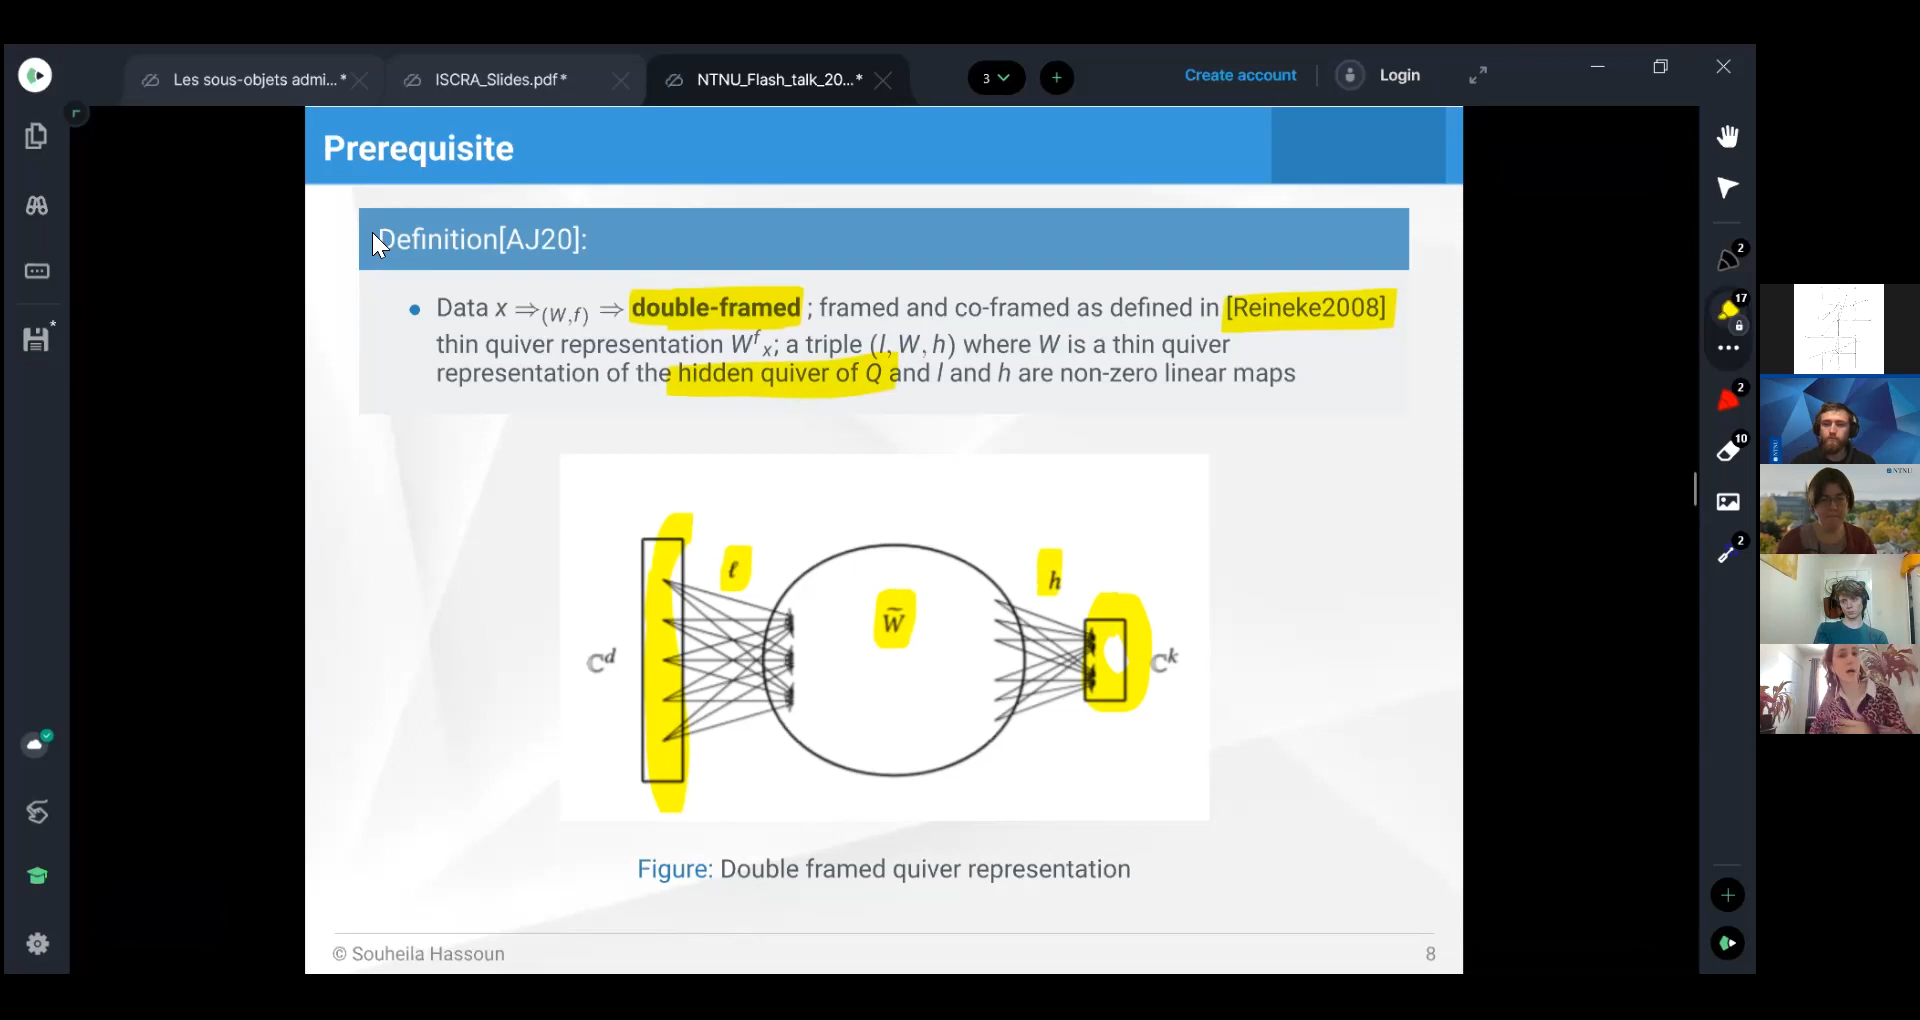 Les sous-objets admi...*
ISCRA_Slides.pdf*
NTNU_Flash_talk_20...*
3
Create account
Login
Prerequisite
Definition[AJ20]:
Data x ⇒(W,f) ⇒ double-framed ; framed and co-framed as defined in [Reineke2008]
thin quiver representation Wᶠₓ; a triple (l, W, h) where W is a thin quiver
representation of the hidden quiver of Q and l and h are non-zero linear maps
ℓ
h
W̃
ℂᵈ
ℂᵏ
Figure: Double framed quiver representation
© Souheila Hassoun
8
2
17
2
10
2
NTNU
NTNU